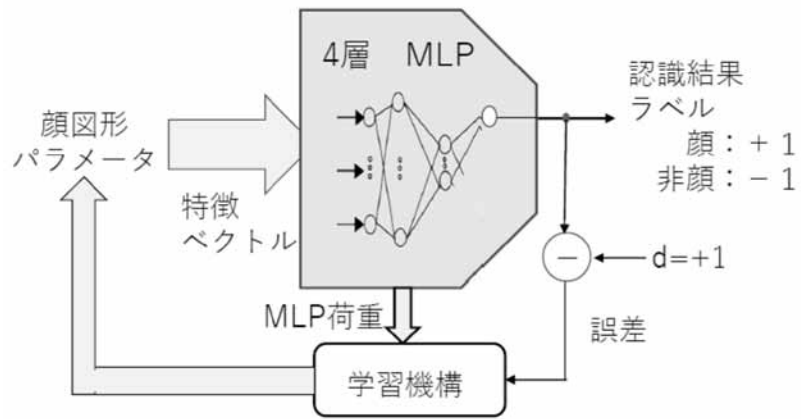 4層 MLP
顔図形
パラメータ
特徴
ベクトル
認識結果
ラベル
顔：+1
非顔：-1
−
d=+1
MLP荷重
誤差
学習機構